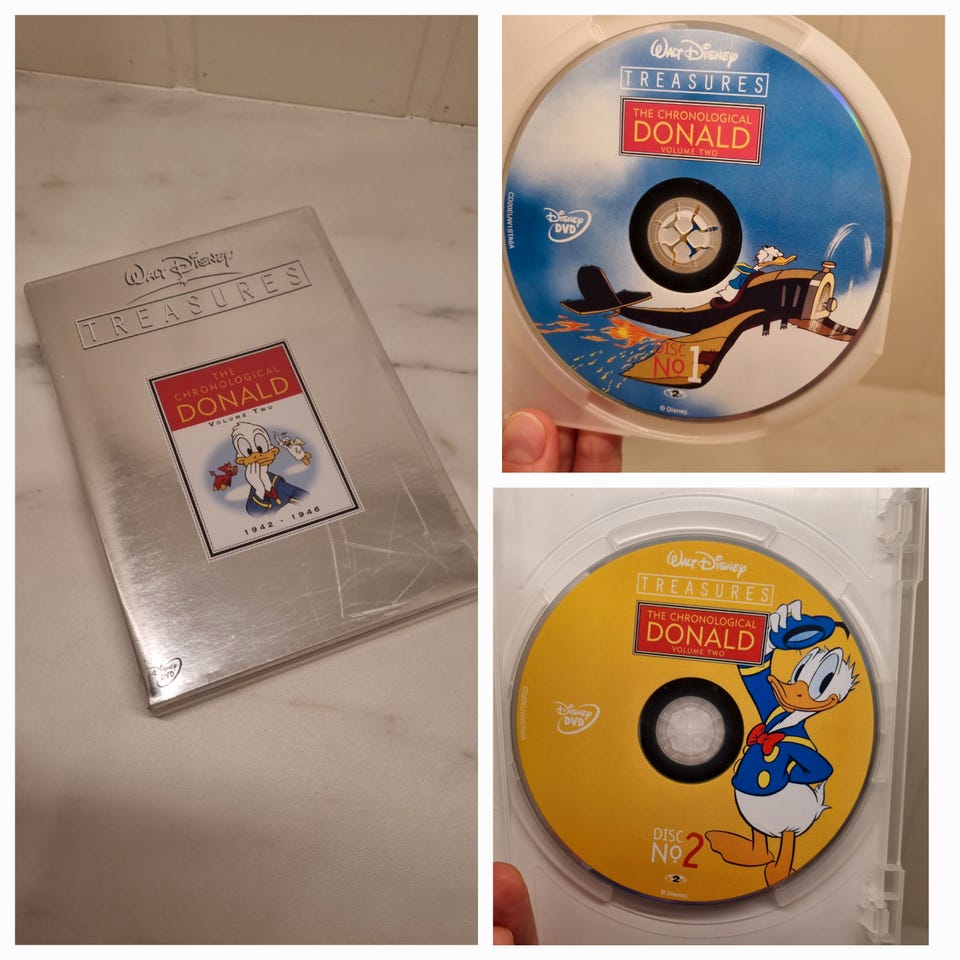 WALT DISNEY
TREASURES
THE
CHRONOLOGICAL
DONALD
VOLUME TWO
1942 - 1946
DISNEY
DVD
WALT DISNEY
TREASURES
THE CHRONOLOGICAL
DONALD
VOLUME TWO
DISNEY
DVD
DISC
NO 1
2
© Disney.
WALT DISNEY
TREASURES
THE CHRONOLOGICAL
DONALD
VOLUME TWO
DISNEY
DVD
DISC
NO 2
2
© Disney.